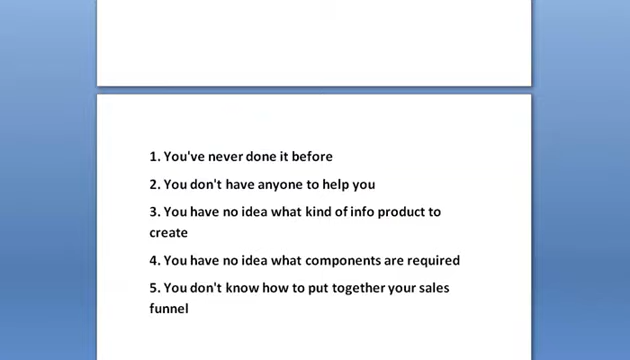 1. You've never done it before
2. You don't have anyone to help you
3. You have no idea what kind of info product to
create
4. You have no idea what components are required
5. You don't know how to put together your sales
funnel